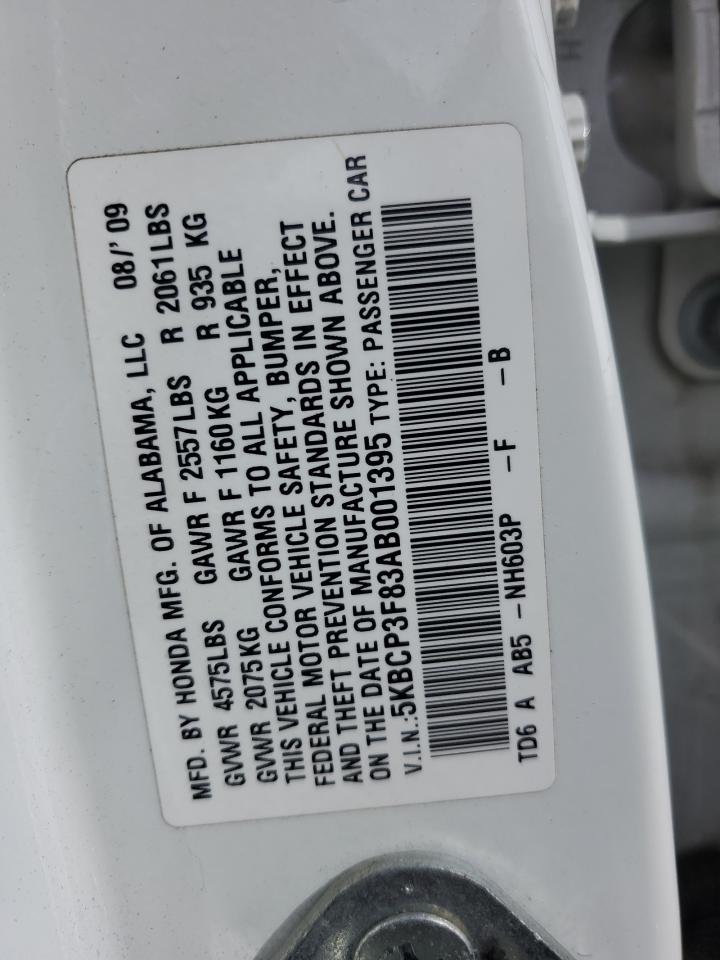 MFD. BY HONDA MFG. OF ALABAMA, LLC 08/'09
GVWR 4575LBS GAWR F 2557LBS R 2061LBS
GVWR 2075KG GAWR F 1160KG R 935 KG
THIS VEHICLE CONFORMS TO ALL APPLICABLE
FEDERAL MOTOR VEHICLE SAFETY, BUMPER,
AND THEFT PREVENTION STANDARDS IN EFFECT
ON THE DATE OF MANUFACTURE SHOWN ABOVE.
V.I.N.:5KBCP3F83AB001395 TYPE: PASSENGER CAR
TD6 A AB5 -NH603P -F -B
H